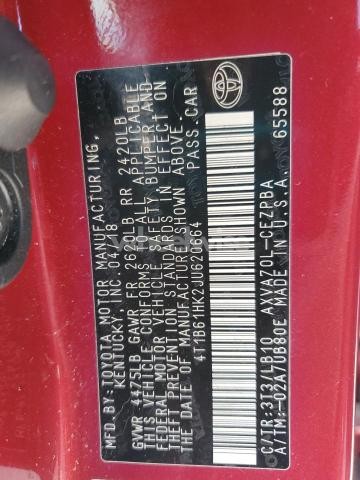 MFD.BY: TOYOTA MOTOR MANUFACTURING,
KENTUCKY, INC. 04/18
GVWR 4475LB GAWR FR 2620LB RR 2420LB
THIS VEHICLE CONFORMS TO ALL APPLICABLE
FEDERAL MOTOR VEHICLE SAFETY BUMPER,AND
THEFT PREVENTION STANDARDS IN EFFECT ON
THE DATE OF MANUFACTURE SHOWN ABOVE.
4T1B61HK2JU620664 PASS.CAR
C/TR:3T3/LB10 AXVA70L-CEZPBA
A/TM:-02A/UB80E MADE IN U.S.A. 65588